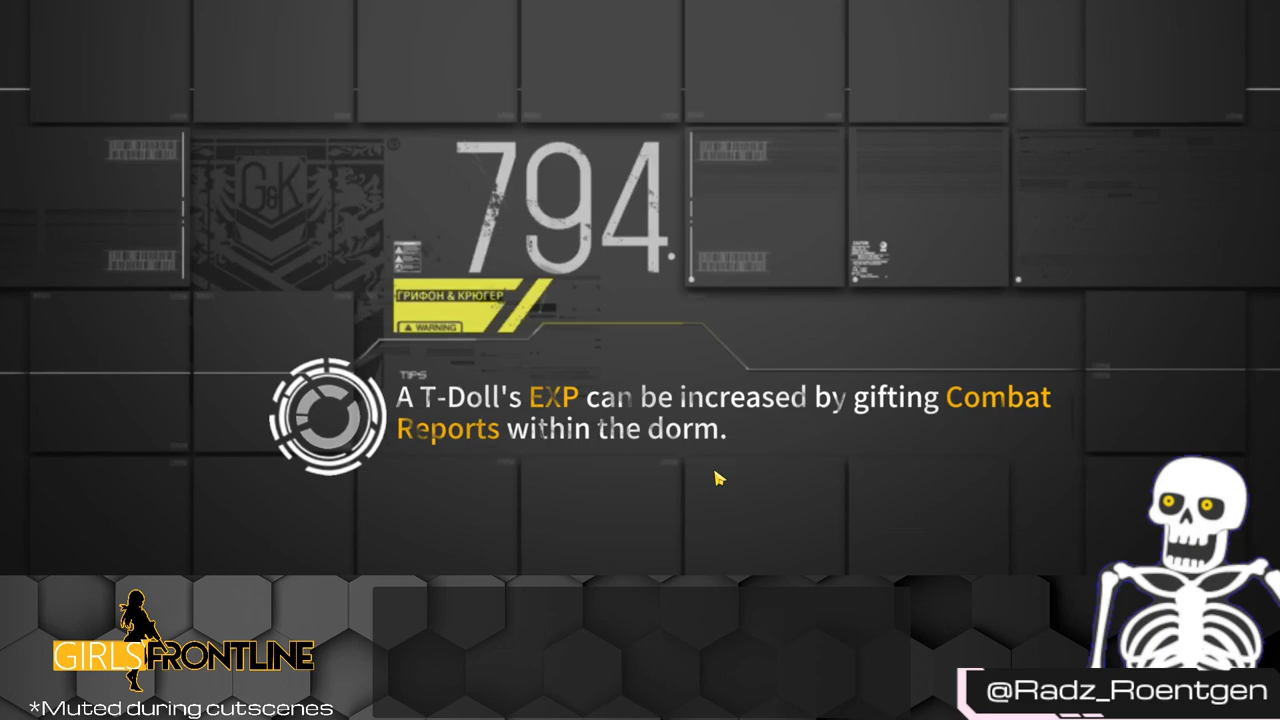 G&K
794.
ГРИФОН & КРЮГЕР
WARNING
TIPS
A T-Doll's EXP can be increased by gifting Combat
Reports within the dorm.
GIRLSFRONTLINE
*Muted during cutscenes
@Radz_Roentgen